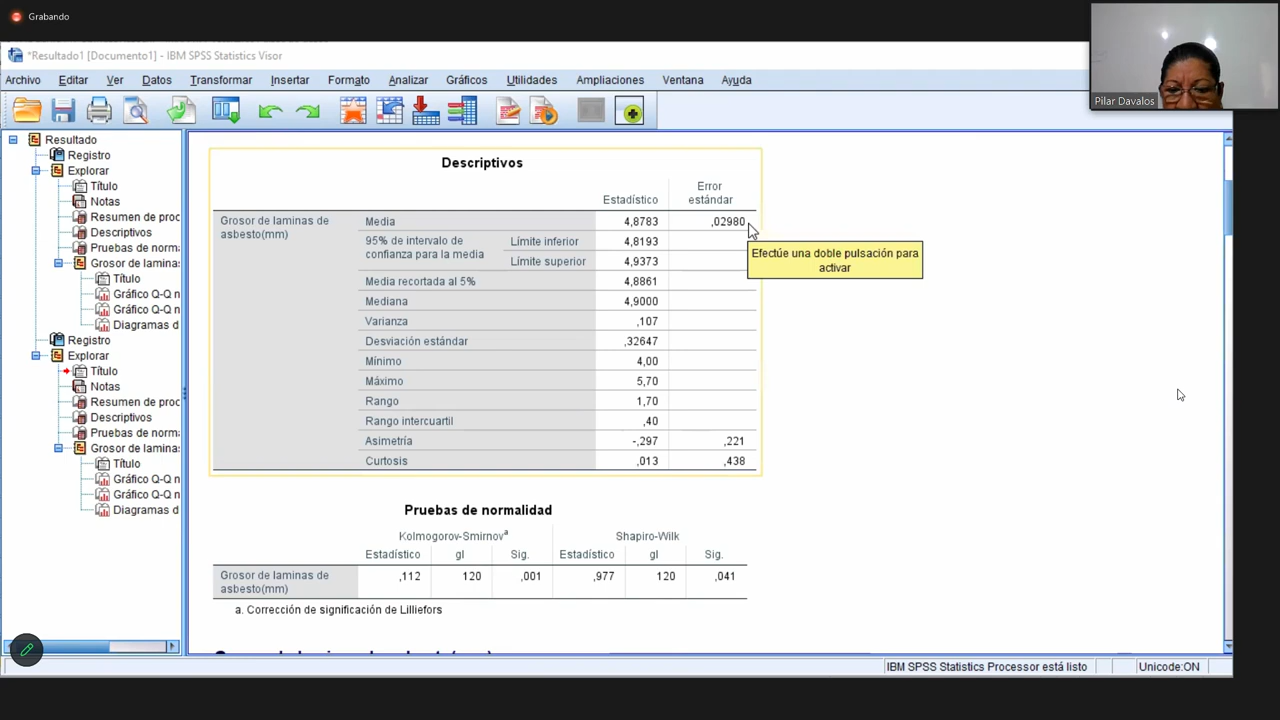 Grabando
*Resultado1 [Documento1] - IBM SPSS Statistics Visor
Archivo Editar Ver Datos Transformar Insertar Formato Analizar Gráficos Utilidades Ampliaciones Ventana Ayuda
Pilar Davalos
Resultado
Registro
Explorar
Título
Notas
Resumen de proc
Descriptivos
Pruebas de norma
Grosor de laminas
Título
Gráfico Q-Q n
Gráfico Q-Q n
Diagramas d
Registro
Explorar
Título
Notas
Resumen de proc
Descriptivos
Pruebas de norma
Grosor de laminas
Título
Gráfico Q-Q n
Gráfico Q-Q n
Diagramas d
Descriptivos
Error
Estadístico estándar
Grosor de laminas de Media 4,8783 ,02980
asbesto(mm) 95% de intervalo de Límite inferior 4,8193
confianza para la media Límite superior 4,9373
Media recortada al 5% 4,8861
Mediana 4,9000
Varianza ,107
Desviación estándar ,32647
Mínimo 4,00
Máximo 5,70
Rango 1,70
Rango intercuartil ,40
Asimetría -,297 ,221
Curtosis ,013 ,438
Efectúe una doble pulsación para
activar
Pruebas de normalidad
Kolmogorov-Smirnovª Shapiro-Wilk
Estadístico gl Sig. Estadístico gl Sig.
Grosor de laminas de ,112 120 ,001 ,977 120 ,041
asbesto(mm)
a. Corrección de significación de Lilliefors
IBM SPSS Statistics Processor está listo Unicode:ON